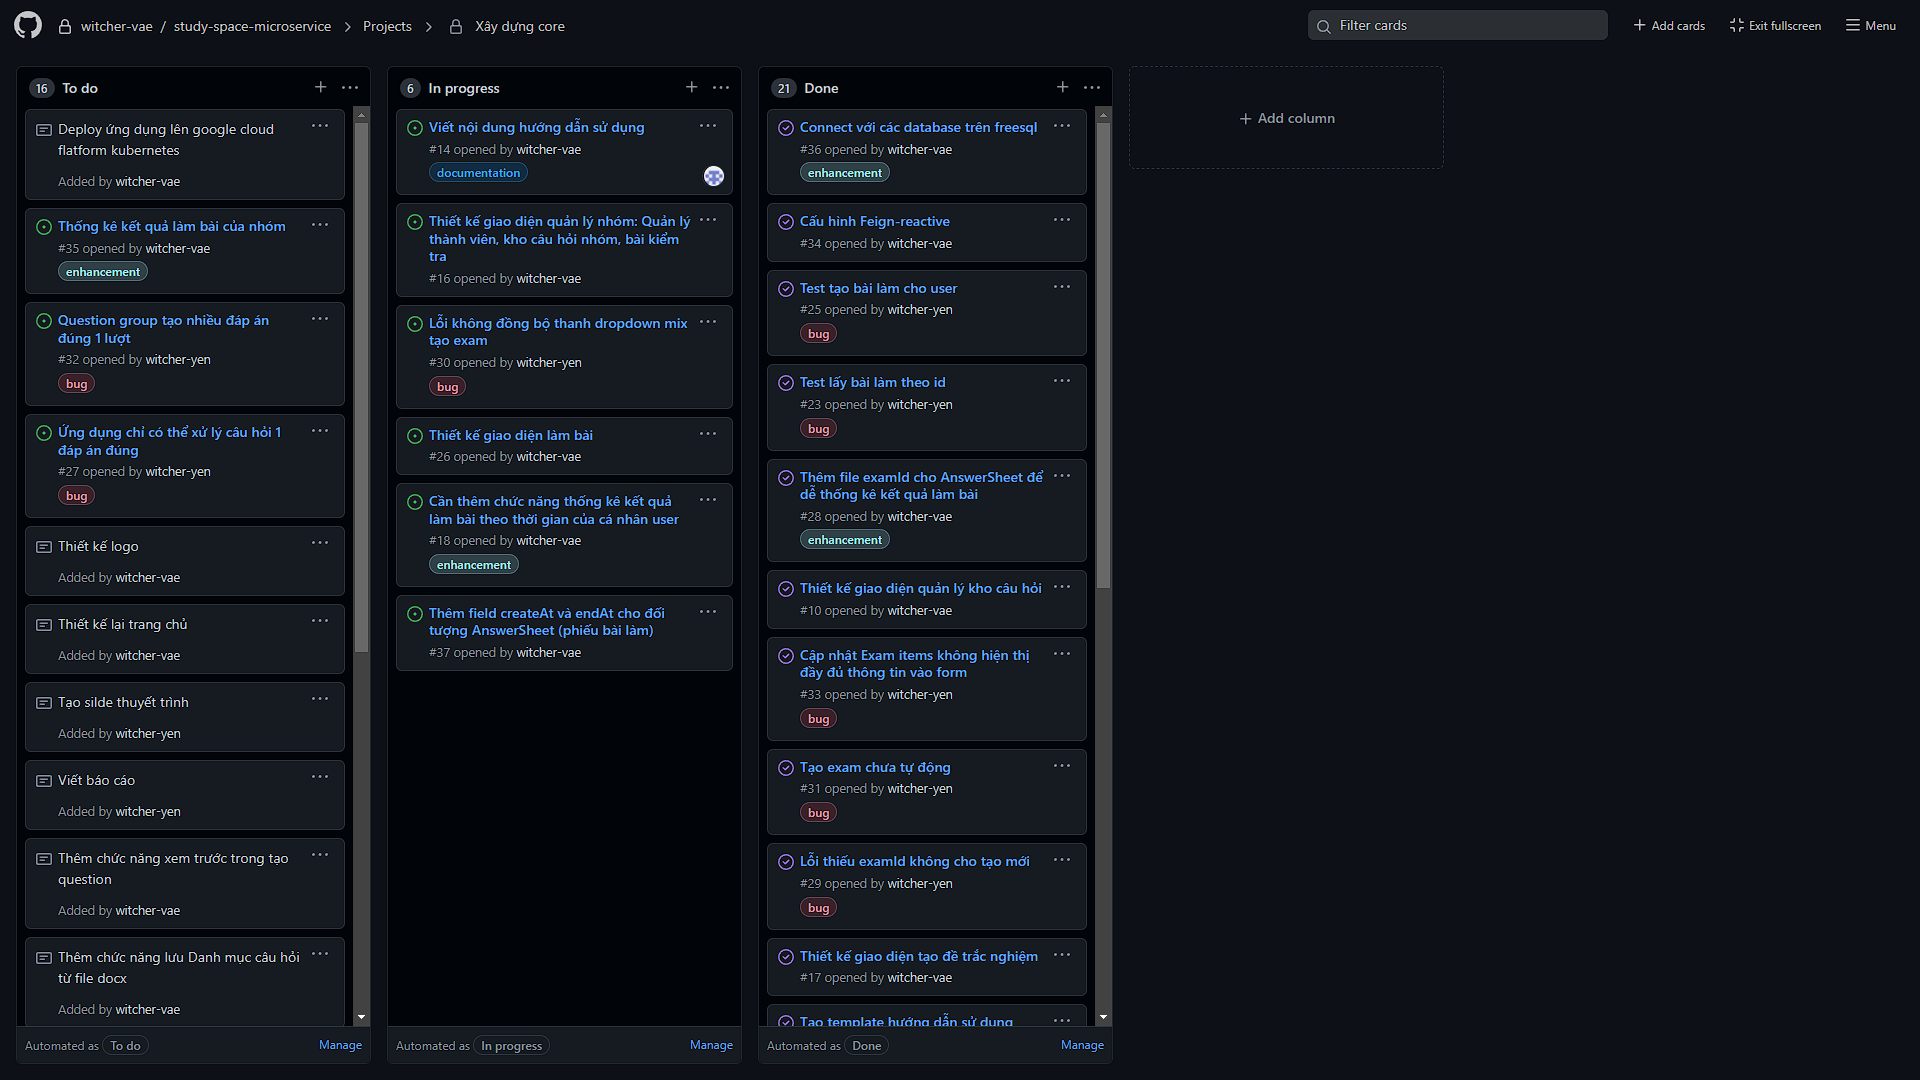 witcher-vae / study-space-microservice > Projects > Xây dựng core
Filter cards
Add cards
Exit fullscreen
Menu
16 To do
Deploy ứng dụng lên google cloud
flatform kubernetes
Added by witcher-vae
Thống kê kết quả làm bài của nhóm
#35 opened by witcher-vae
enhancement
Question group tạo nhiều đáp án
đúng 1 lượt
#32 opened by witcher-yen
bug
Ứng dụng chỉ có thể xử lý câu hỏi 1
đáp án đúng
#27 opened by witcher-yen
bug
Thiết kế logo
Added by witcher-vae
Thiết kế lại trang chủ
Added by witcher-vae
Tạo silde thuyết trình
Added by witcher-yen
Viết báo cáo
Added by witcher-yen
Thêm chức năng xem trước trong tạo
question
Added by witcher-vae
Thêm chức năng lưu Danh mục câu hỏi
từ file docx
Added by witcher-vae
Automated as To do
Manage
6 In progress
Viết nội dung hướng dẫn sử dụng
#14 opened by witcher-vae
documentation
Thiết kế giao diện quản lý nhóm: Quản lý
thành viên, kho câu hỏi nhóm, bài kiểm
tra
#16 opened by witcher-vae
Lỗi không đồng bộ thanh dropdown mix
tạo exam
#30 opened by witcher-yen
bug
Thiết kế giao diện làm bài
#26 opened by witcher-vae
Cần thêm chức năng thống kê kết quả
làm bài theo thời gian của cá nhân user
#18 opened by witcher-vae
enhancement
Thêm field createAt và endAt cho đối
tượng AnswerSheet (phiếu bài làm)
#37 opened by witcher-vae
Automated as In progress
Manage
21 Done
Connect với các database trên freesql
#36 opened by witcher-vae
enhancement
Cấu hình Feign-reactive
#34 opened by witcher-vae
Test tạo bài làm cho user
#25 opened by witcher-yen
bug
Test lấy bài làm theo id
#23 opened by witcher-yen
bug
Thêm file examId cho AnswerSheet để
dễ thống kê kết quả làm bài
#28 opened by witcher-vae
enhancement
Thiết kế giao diện quản lý kho câu hỏi
#10 opened by witcher-vae
Cập nhật Exam items không hiện thị
đầy đủ thông tin vào form
#33 opened by witcher-yen
bug
Tạo exam chưa tự động
#31 opened by witcher-yen
bug
Lỗi thiếu examId không cho tạo mới
#29 opened by witcher-yen
bug
Thiết kế giao diện tạo đề trắc nghiệm
#17 opened by witcher-vae
Tạo template hướng dẫn sử dụng
Automated as Done
Manage
Add column